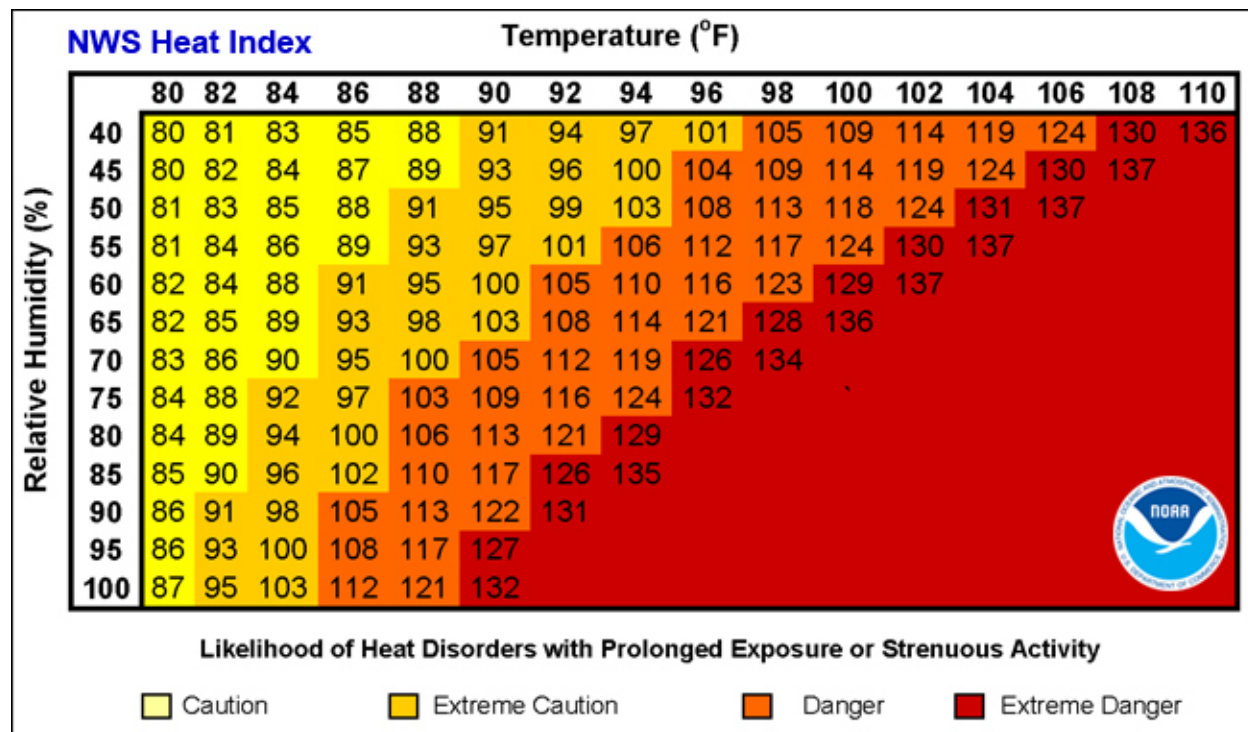 NWS Heat Index
Temperature (°F)
80 82 84 86 88 90 92 94 96 98 100 102 104 106 108 110
Relative Humidity (%)
40 80 81 83 85 88 91 94 97 101 105 109 114 119 124 130 136
45 80 82 84 87 89 93 96 100 104 109 114 119 124 130 137
50 81 83 85 88 91 95 99 103 108 113 118 124 131 137
55 81 84 86 89 93 97 101 106 112 117 124 130 137
60 82 84 88 91 95 100 105 110 116 123 129 137
65 82 85 89 93 98 103 108 114 121 128 136
70 83 86 90 95 100 105 112 119 126 134
75 84 88 92 97 103 109 116 124 132 `
80 84 89 94 100 106 113 121 129
85 85 90 96 102 110 117 126 135
90 86 91 98 105 113 122 131
95 86 93 100 108 117 127
100 87 95 103 112 121 132
NATIONAL OCEANIC AND ATMOSPHERIC ADMINISTRATION
NOAA
U.S. DEPARTMENT OF COMMERCE
Likelihood of Heat Disorders with Prolonged Exposure or Strenuous Activity
Caution
Extreme Caution
Danger
Extreme Danger